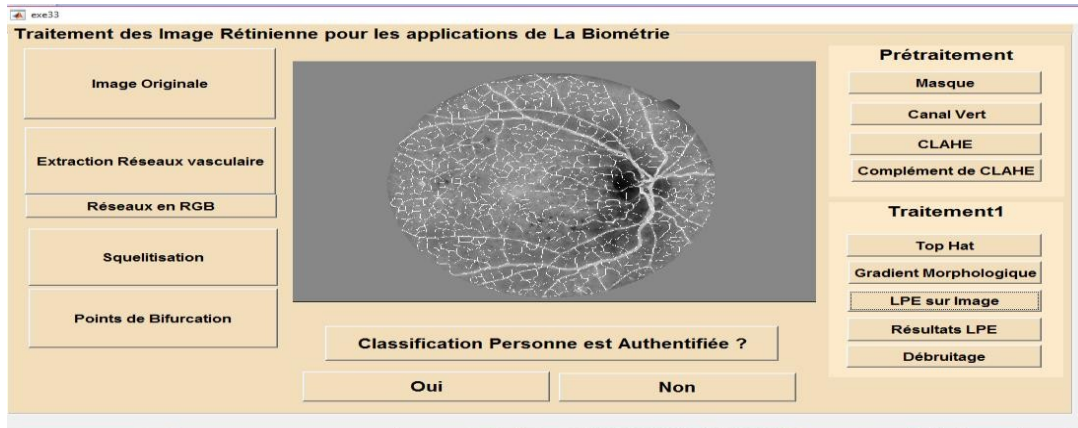 exe33
Traitement des Image Rétinienne pour les applications de La Biométrie
Image Originale
Extraction Réseaux vasculaire
Réseaux en RGB
Squelitisation
Points de Bifurcation
Classification Personne est Authentifiée ?
Oui
Non
Prétraitement
Masque
Canal Vert
CLAHE
Complément de CLAHE
Traitement1
Top Hat
Gradient Morphologique
LPE sur Image
Résultats LPE
Débruitage